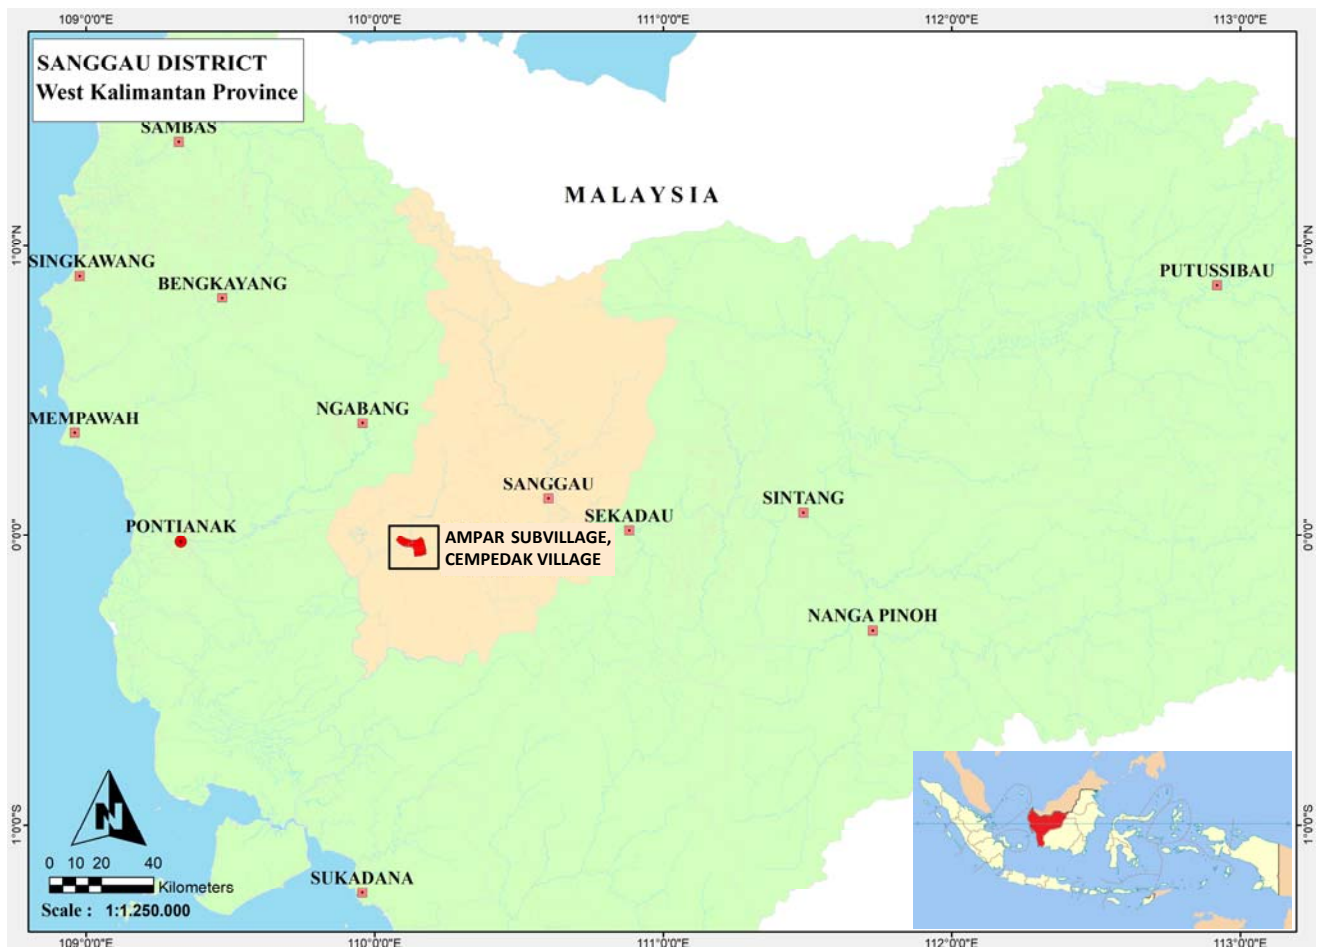 109°0'0"E 110°0'0"E 111°0'0"E 112°0'0"E 113°0'0"E
SANGGAU DISTRICT
West Kalimantan Province
SAMBAS
MALAYSIA
1°0'0"N 1°0'0"N
SINGKAWANG
PUTUSSIBAU
BENGKAYANG
NGABANG
MEMPAWAH
SANGGAU
SINTANG
SEKADAU
PONTIANAK
0°0'0" 0°0'0"
AMPAR SUBVILLAGE,
CEMPEDAK VILLAGE
NANGA PINOH
N
1°0'0"S 1°0'0"S
0 10 20 40
Kilometers
SUKADANA
Scale : 1:1.250.000
109°0'0"E 110°0'0"E 111°0'0"E 112°0'0"E 113°0'0"E